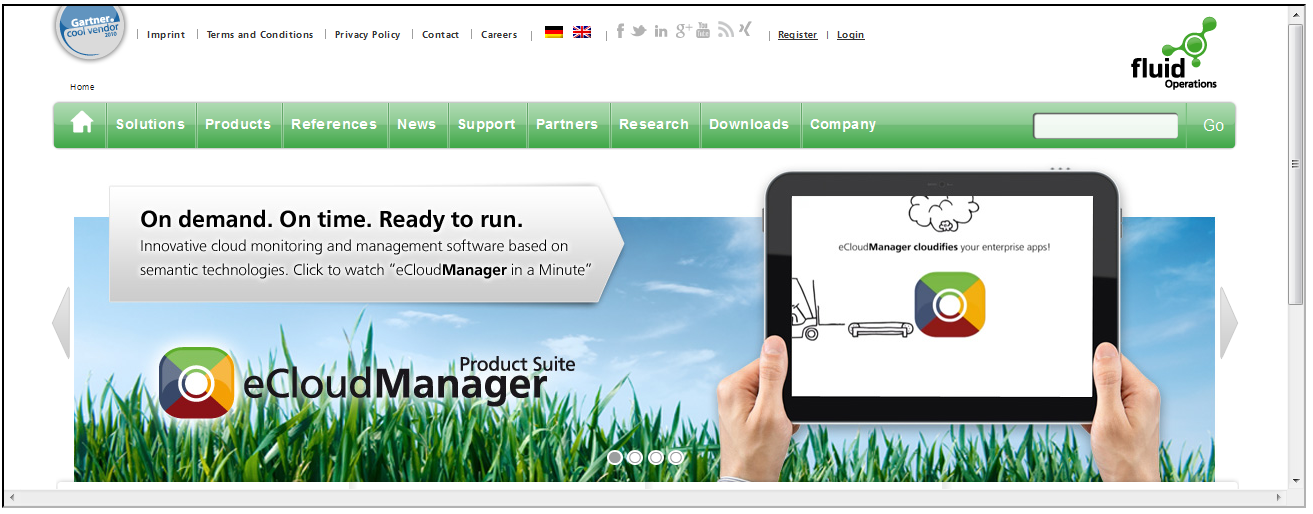 Gartner.
cool vendor
2010
Imprint
Terms and Conditions
Privacy Policy
Contact
Careers
Register
Login
fluid
Operations
Home
Solutions
Products
References
News
Support
Partners
Research
Downloads
Company
Go
On demand. On time. Ready to run.
Innovative cloud monitoring and management software based on
semantic technologies. Click to watch “eCloudManager in a Minute”
eCloudManager cloudifies your enterprise apps!
Product Suite
eCloudManager